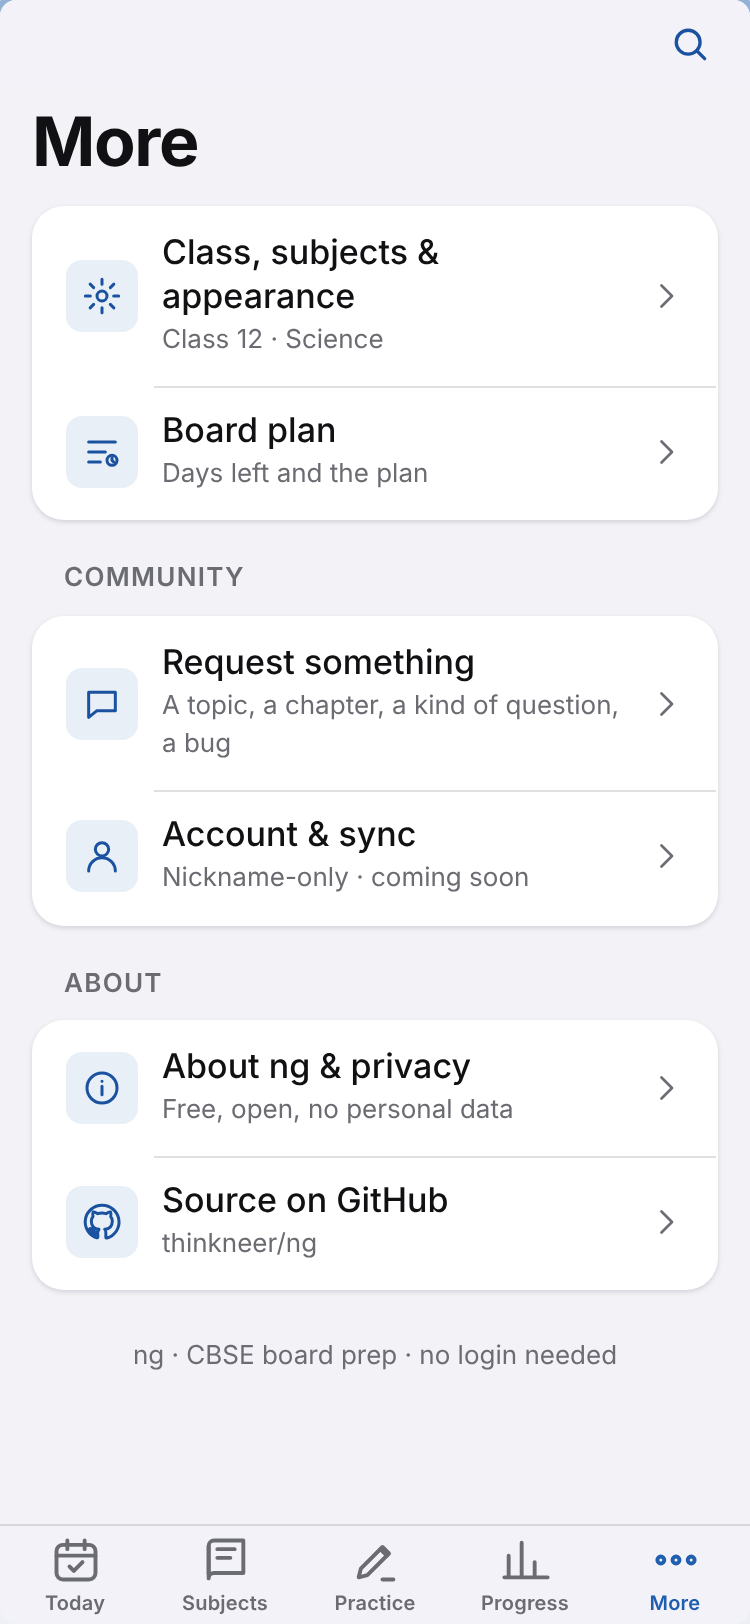 More
Class, subjects &
appearance
Class 12 · Science
Board plan
Days left and the plan
COMMUNITY
Request something
A topic, a chapter, a kind of question,
a bug
Account & sync
Nickname-only · coming soon
ABOUT
About ng & privacy
Free, open, no personal data
Source on GitHub
thinkneer/ng
ng · CBSE board prep · no login needed
Today
Subjects
Practice
Progress
More